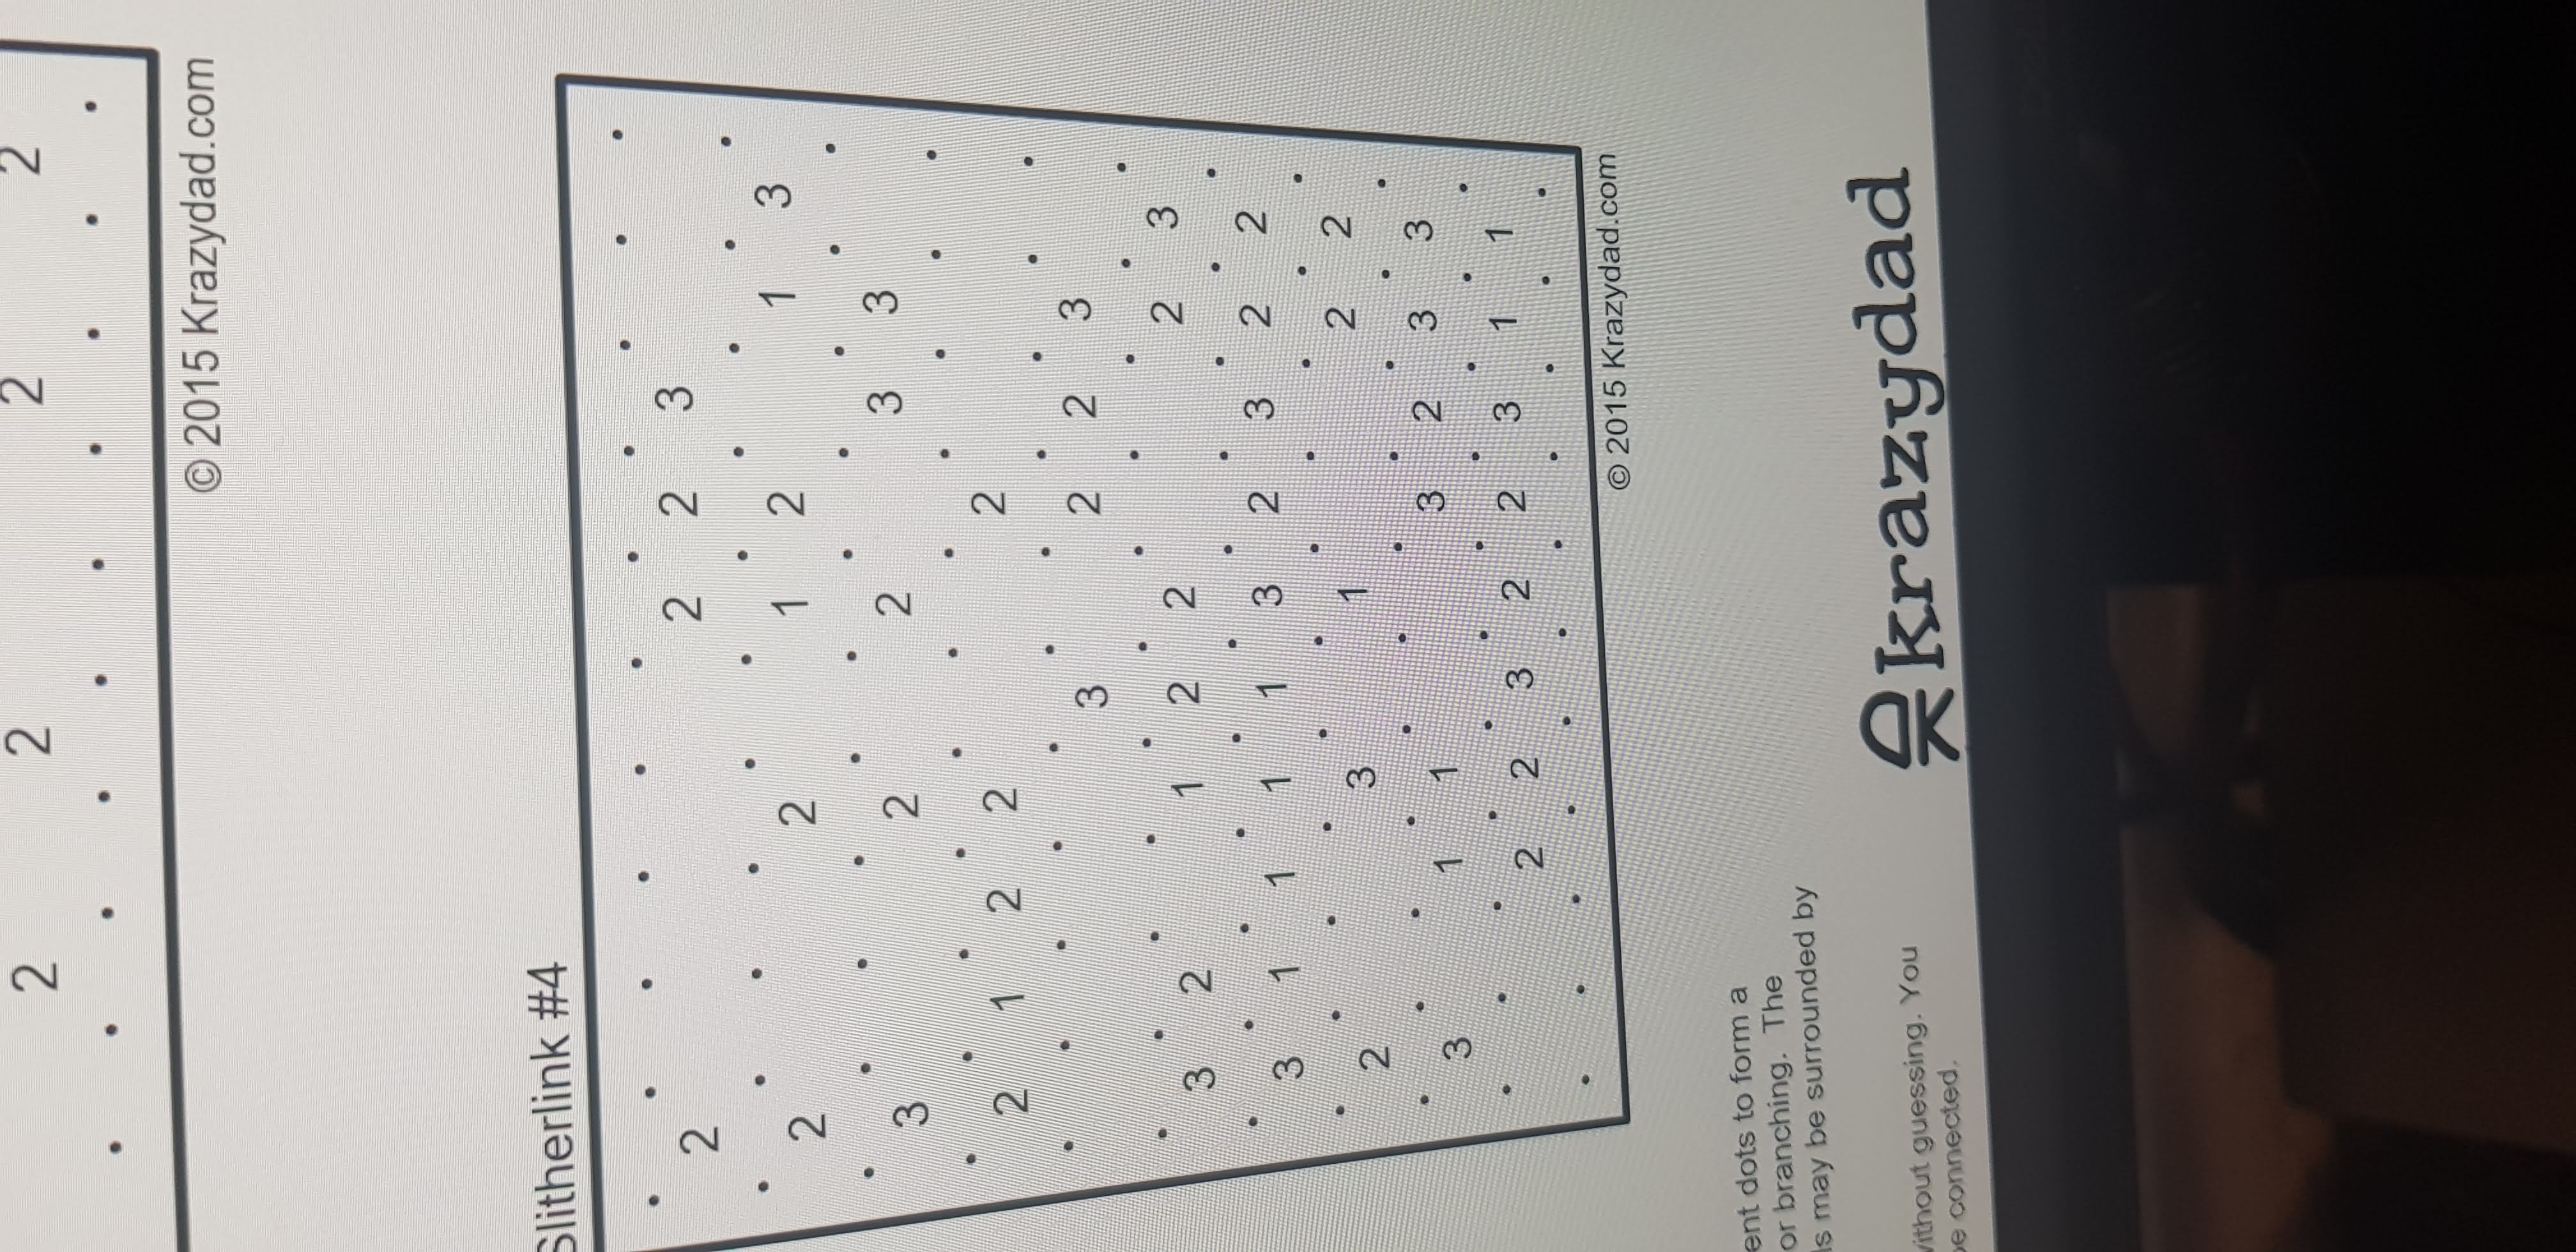 2 2 2 2
© 2015 Krazydad.com
Slitherlink #4
2 2 2 3
2 2 1 2 1 3
3 2 2 3 3
2 1 2 2 2
3 2 2 3
3 2 1 2 2 2 3
3 1 1 1 1 3 2 3 2 2
2 3 1 2 2
3 1 1 3 2 3 3
2 2 3 2 2 3 1 1
© 2015 Krazydad.com
ent dots to form a
or branching. The
ls may be surrounded by
without guessing. You
be connected.
krazydad